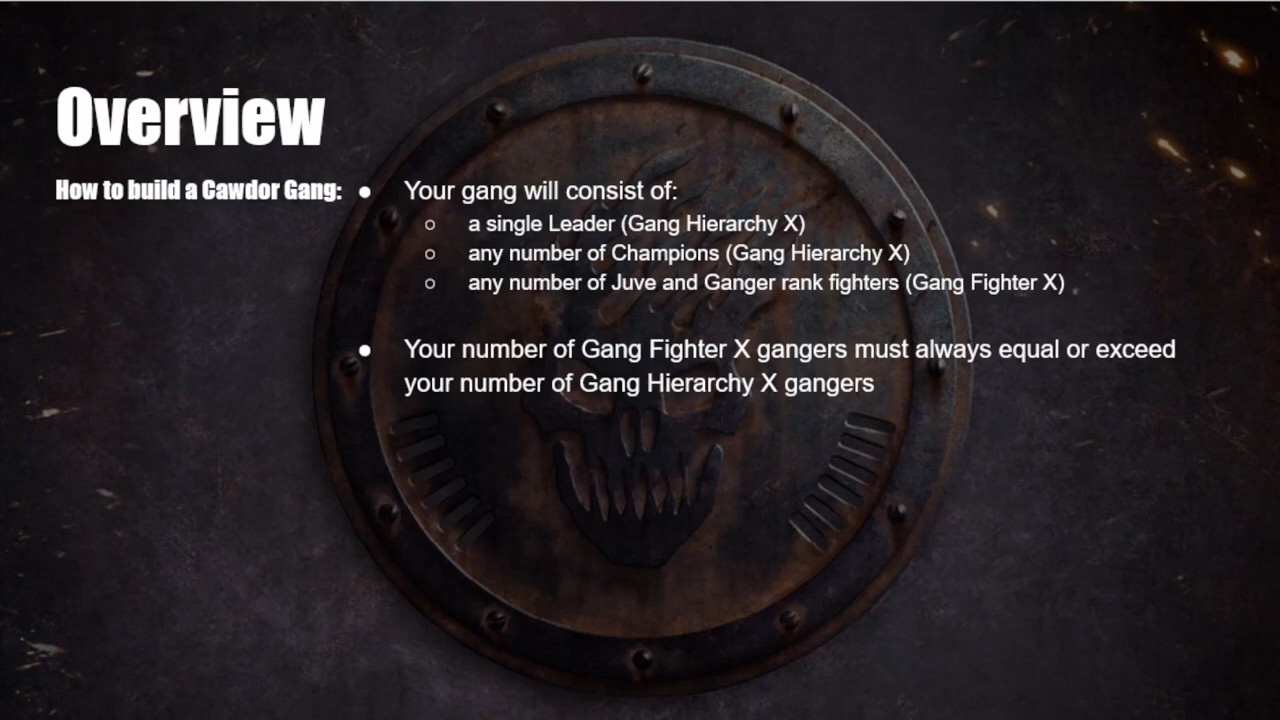 Overview
How to build a Cawdor Gang:
● Your gang will consist of:
○ a single Leader (Gang Hierarchy X)
○ any number of Champions (Gang Hierarchy X)
○ any number of Juve and Ganger rank fighters (Gang Fighter X)
● Your number of Gang Fighter X gangers must always equal or exceed
your number of Gang Hierarchy X gangers